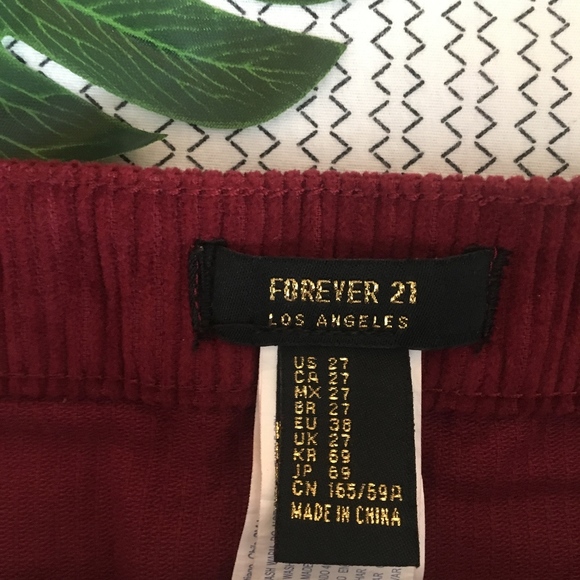 FOREVER 21
LOS ANGELES
US 27
CA 27
MX 27
BR 27
EU 38
UK 27
KR 69
JP 69
CN 165/69A
MADE IN CHINA